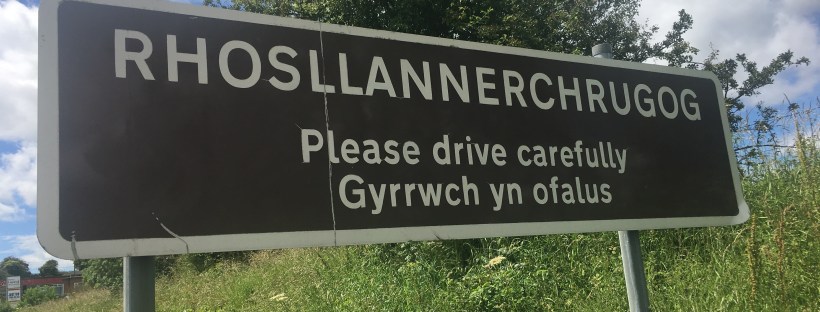 RHOSLLANNERCHRUGOG
Please drive carefully
Gyrrwch yn ofalus